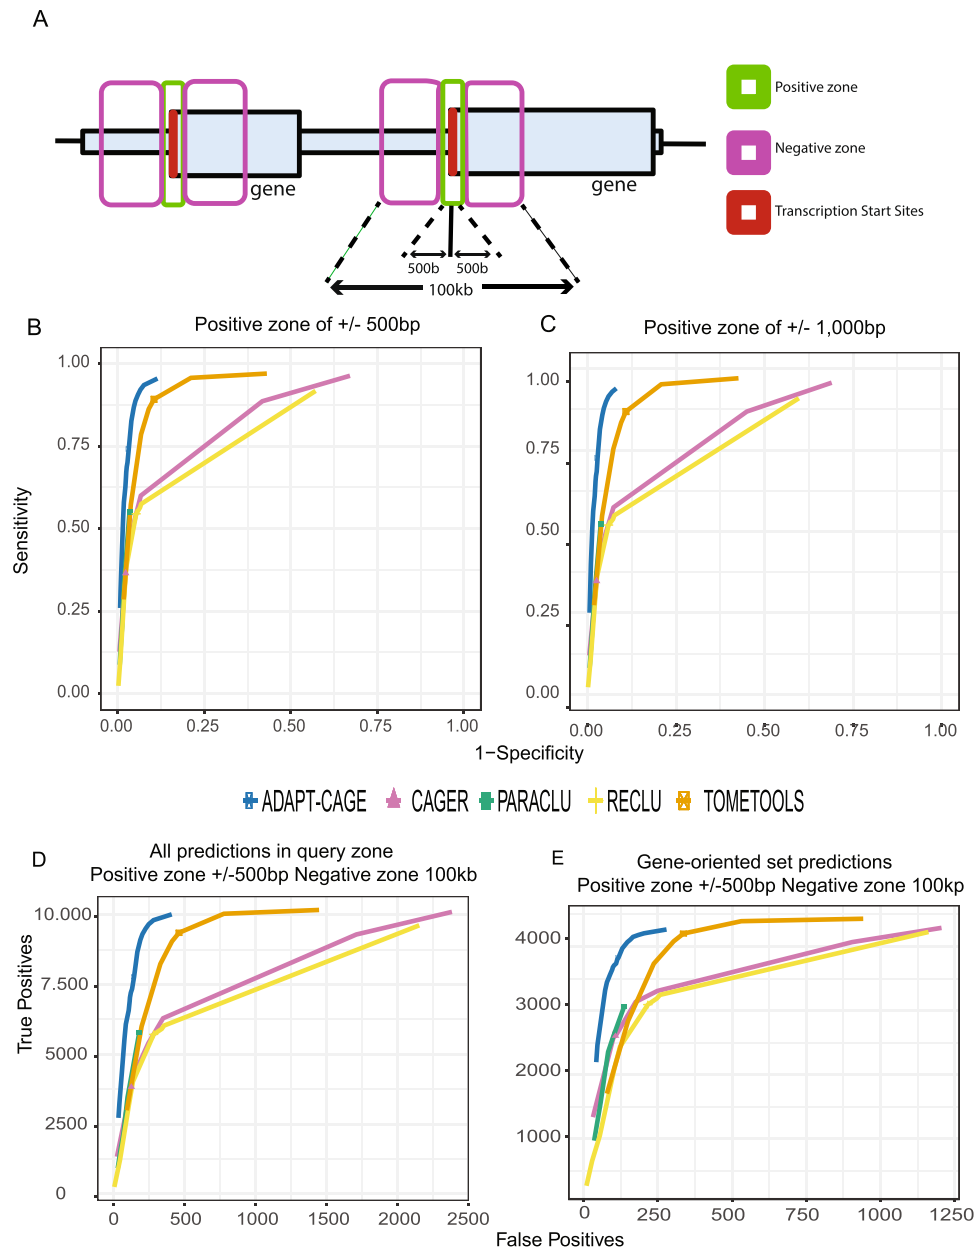 A
Positive zone
Negative zone
Transcription Start Sites
gene
gene
500b
500b
100kb
B
Positive zone of +/- 500bp
C
Positive zone of +/- 1,000bp
Sensitivity
1.00
0.75
0.50
0.25
0.00
0.00
0.25
0.50
0.75
1.00
1.00
0.75
0.50
0.25
0.00
0.00
0.25
0.50
0.75
1.00
1−Specificity
ADAPT-CAGE
CAGER
PARACLU
RECLU
TOMETOOLS
D
All predictions in query zone
Positive zone +/-500bp Negative zone 100kb
E
Gene-oriented set predictions
Positive zone +/-500bp Negative zone 100kp
True Positives
10.000
7.500
5000
2500
0
0
500
1000
1500
2000
2500
4000
3000
2000
1000
0
250
500
750
1000
1250
False Positives